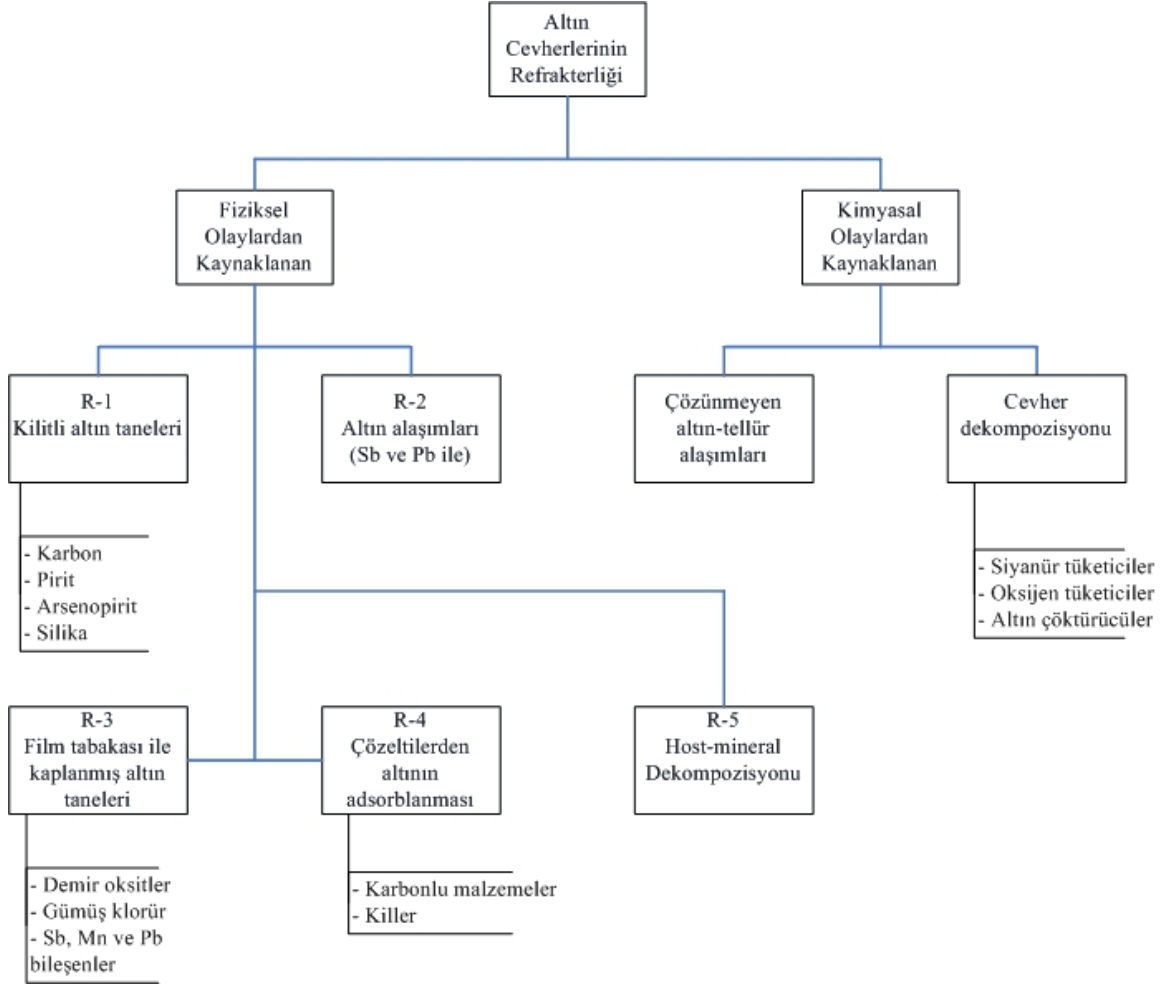 Altın
Cevherlerinin
Refrakterliği
Fiziksel
Olaylardan
Kaynaklanan
Kimyasal
Olaylardan
Kaynaklanan
R-1
Kilitli altın taneleri
R-2
Altın alaşımları
(Sb ve Pb ile)
Çözünmeyen
altın-tellür
alaşımları
Cevher
dekompozisyonu
- Karbon
- Pirit
- Arsenopirit
- Silika
- Siyanür tüketiciler
- Oksijen tüketiciler
- Altın çöktürücüler
R-3
Film tabakası ile
kaplanmış altın
taneleri
R-4
Çözeltilerden
altının
adsorblanması
R-5
Host-mineral
Dekompozisyonu
- Demir oksitler
- Gümüş klorür
- Sb, Mn ve Pb
bileşenler
- Karbonlu malzemeler
- Killer